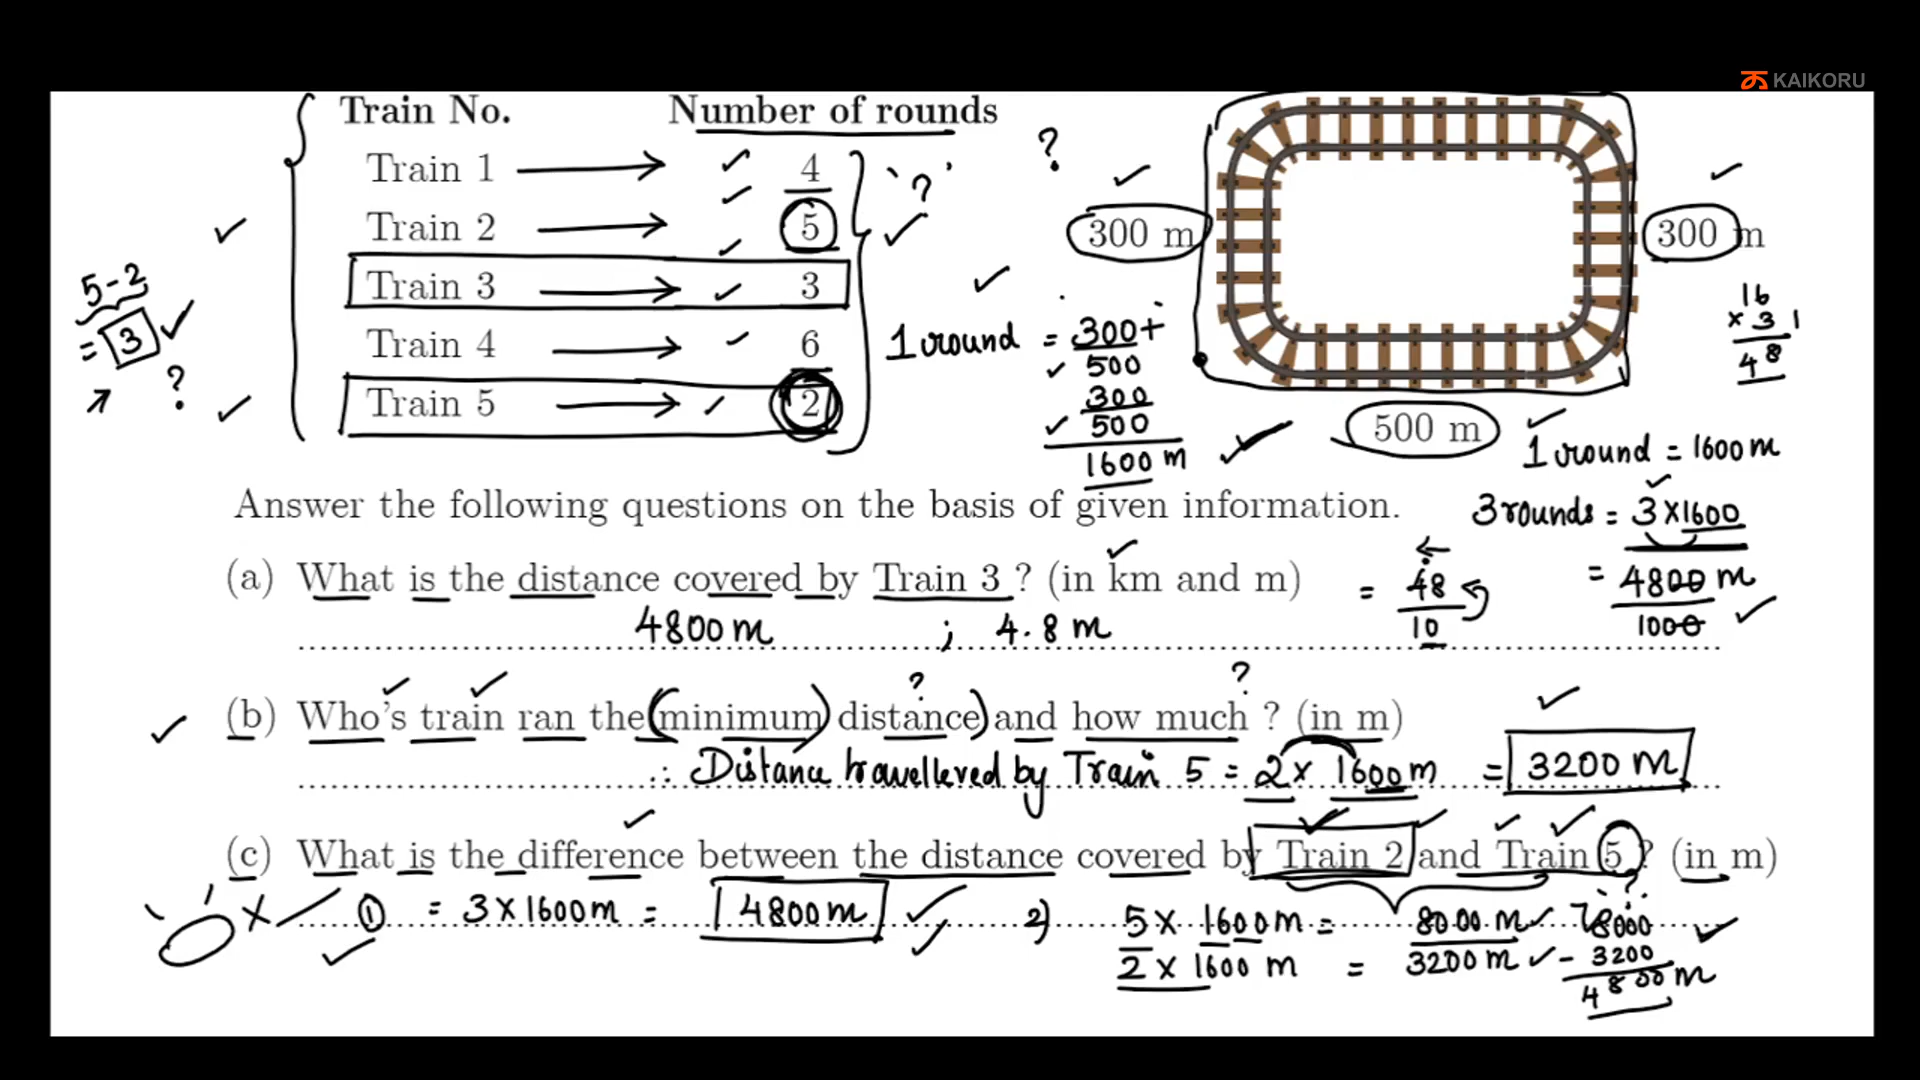 KAIKORU
Train No. Number of rounds
Train 1 4
Train 2 5
Train 3 3
Train 4 6
Train 5 2
?
?
5-2
= 3
?
300 m
300 m
500 m
1 round = 300+
500
300
500
1600 m
16
× 3
48
1 round = 1600 m
3 rounds = 3 × 1600
= 4800 m
1000
= 48
10
Answer the following questions on the basis of given information.
(a) What is the distance covered by Train 3 ? (in km and m)
4800 m ; 4.8 m
? ?
(b) Who's train ran the (minimum) distance) and how much ? (in m)
∴ Distance travelleved by Train 5 = 2 × 1600 m = 3200 m
(c) What is the difference between the distance covered by Train 2 and Train 5 ? (in m)
① = 3 × 1600 m = 4800 m
2) 5 × 1600 m = 8000 m
2 × 1600 m = 3200 m
8000
- 3200
4800 m